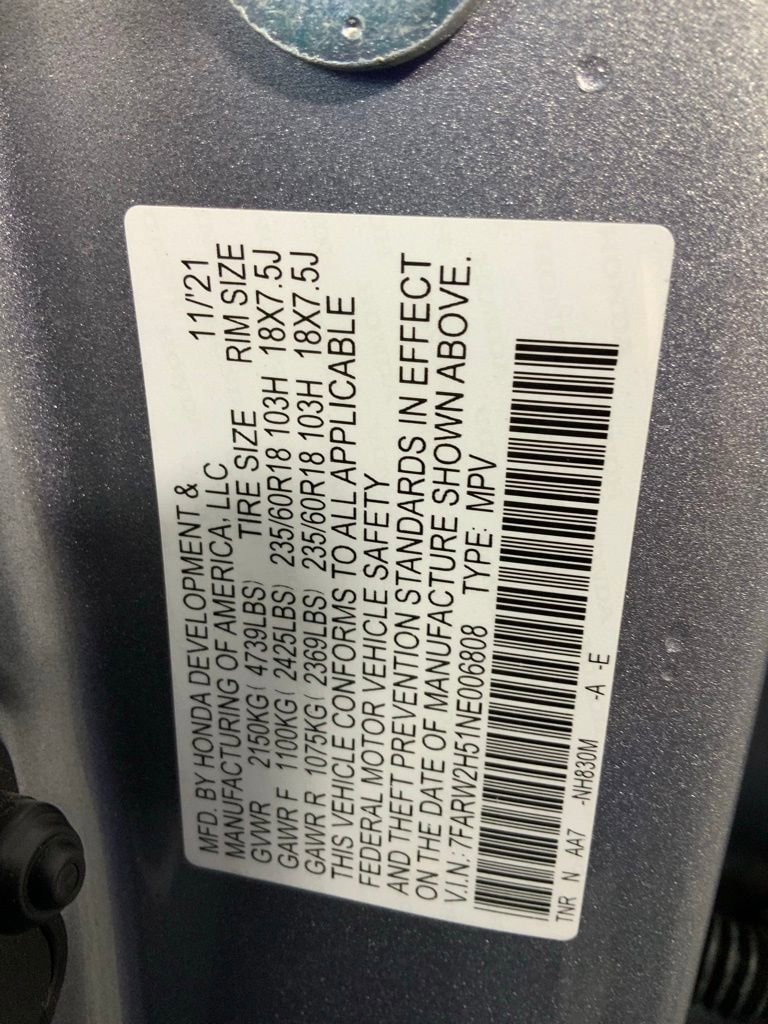 MFD. BY HONDA DEVELOPMENT & 11/'21
MANUFACTURING OF AMERICA, LLC
TIRE SIZE RIM SIZE
GVWR 2150KG( 4739LBS)
GAWR F 1100KG( 2425LBS) 235/60R18 103H 18X7.5J
GAWR R 1075KG( 2369LBS) 235/60R18 103H 18X7.5J
THIS VEHICLE CONFORMS TO ALL APPLICABLE
FEDERAL MOTOR VEHICLE SAFETY
AND THEFT PREVENTION STANDARDS IN EFFECT
ON THE DATE OF MANUFACTURE SHOWN ABOVE.
V.I.N.: 7FARW2H51NE006808 TYPE: MPV
TNR N AA7 -NH830M -A -E